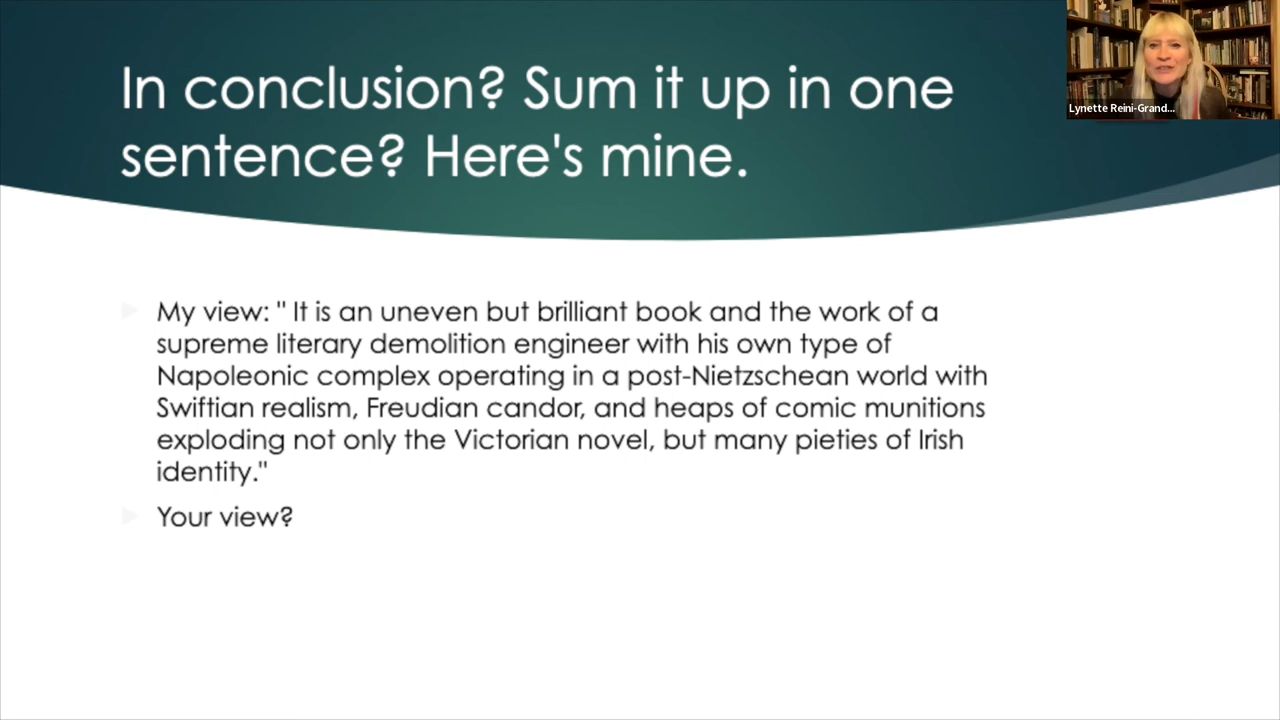 In conclusion? Sum it up in one
sentence? Here's mine.
Lynette Reini-Grand...
My view: " It is an uneven but brilliant book and the work of a
supreme literary demolition engineer with his own type of
Napoleonic complex operating in a post-Nietzschean world with
Swiftian realism, Freudian candor, and heaps of comic munitions
exploding not only the Victorian novel, but many pieties of Irish
identity."
Your view?